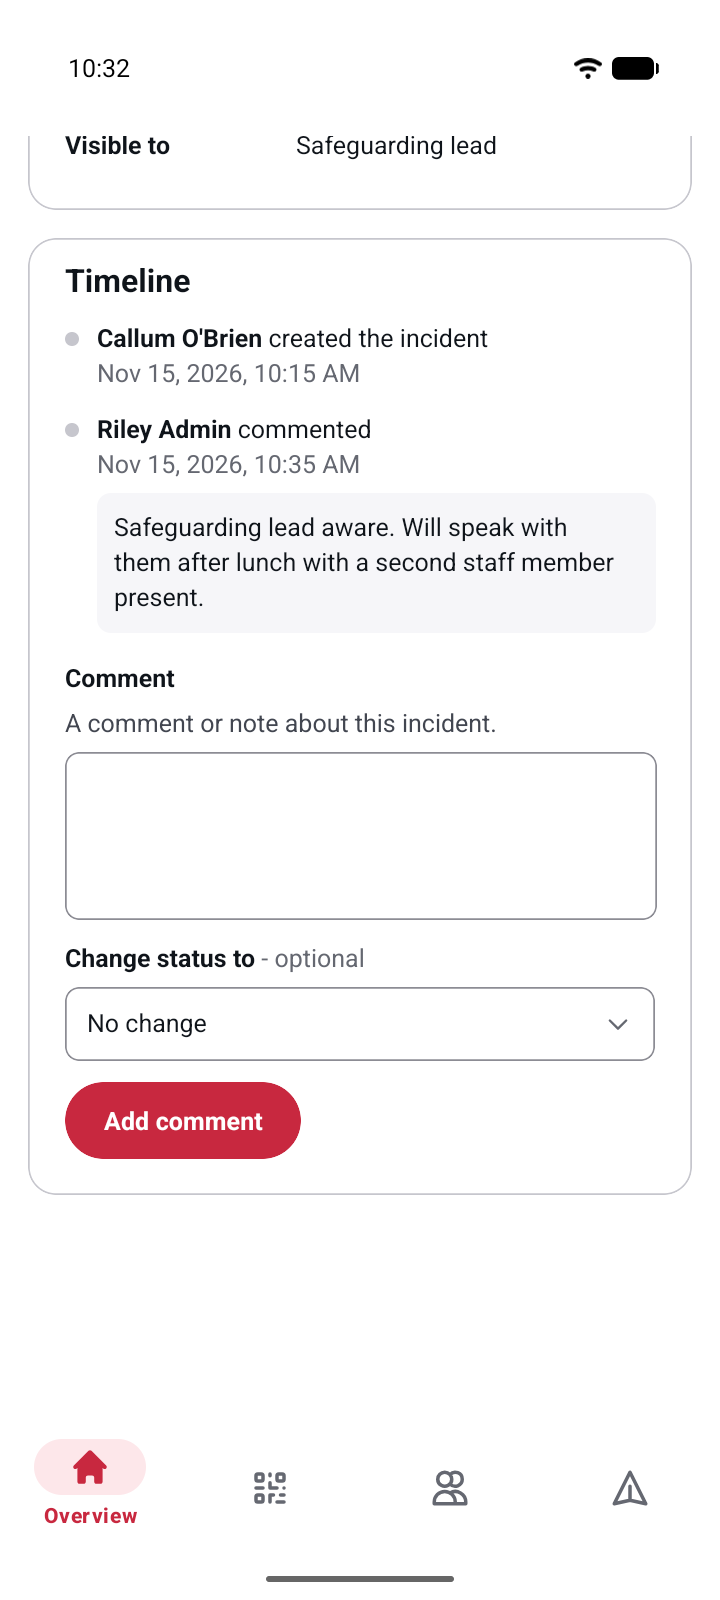 10:32
Visible to Safeguarding lead
Timeline
Callum O'Brien created the incident
Nov 15, 2026, 10:15 AM
Riley Admin commented
Nov 15, 2026, 10:35 AM
Safeguarding lead aware. Will speak with
them after lunch with a second staff member
present.
Comment
A comment or note about this incident.
Change status to - optional
No change
Add comment
Overview